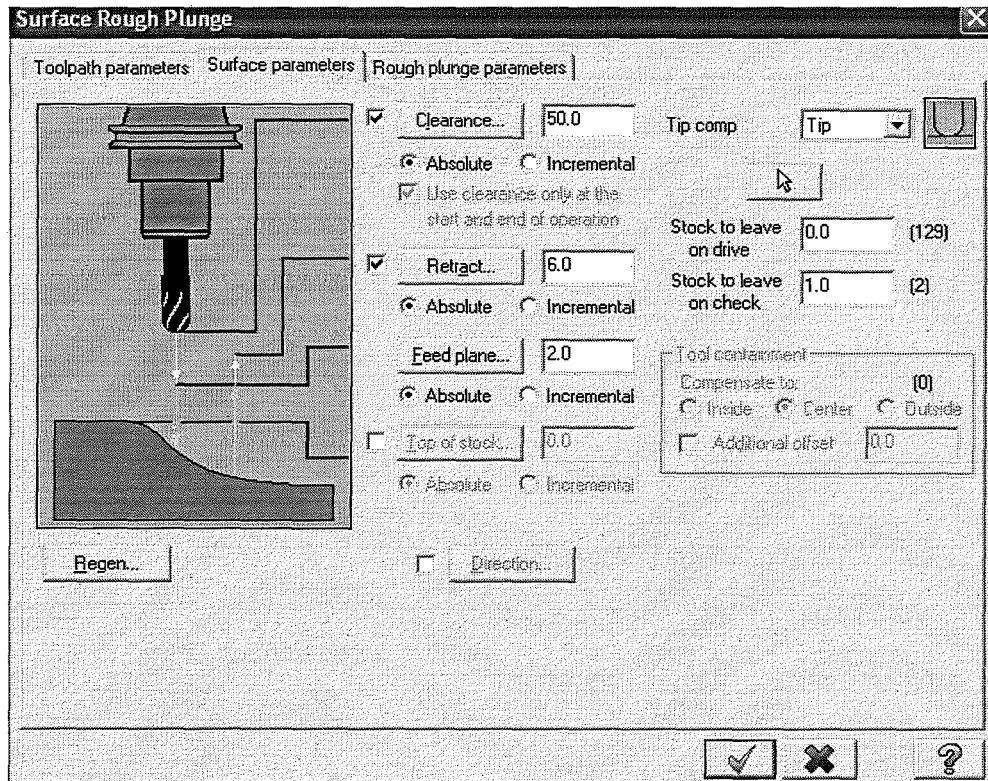 Surface Rough Plunge
Toolpath parameters Surface parameters Rough plunge parameters
Clearance... 50.0
Absolute Incremental
Use clearance only at the
start and end of operation
Retract... 6.0
Absolute Incremental
Feed plane... 2.0
Absolute Incremental
Top of stock... 0.0
Absolute Incremental
Tip comp Tip
Stock to leave
on drive 0.0 (129)
Stock to leave
on check 1.0 (2)
Tool containment
Compensate to: (0)
Inside Center Outside
Additional offset 0.0
Regen... Direction...